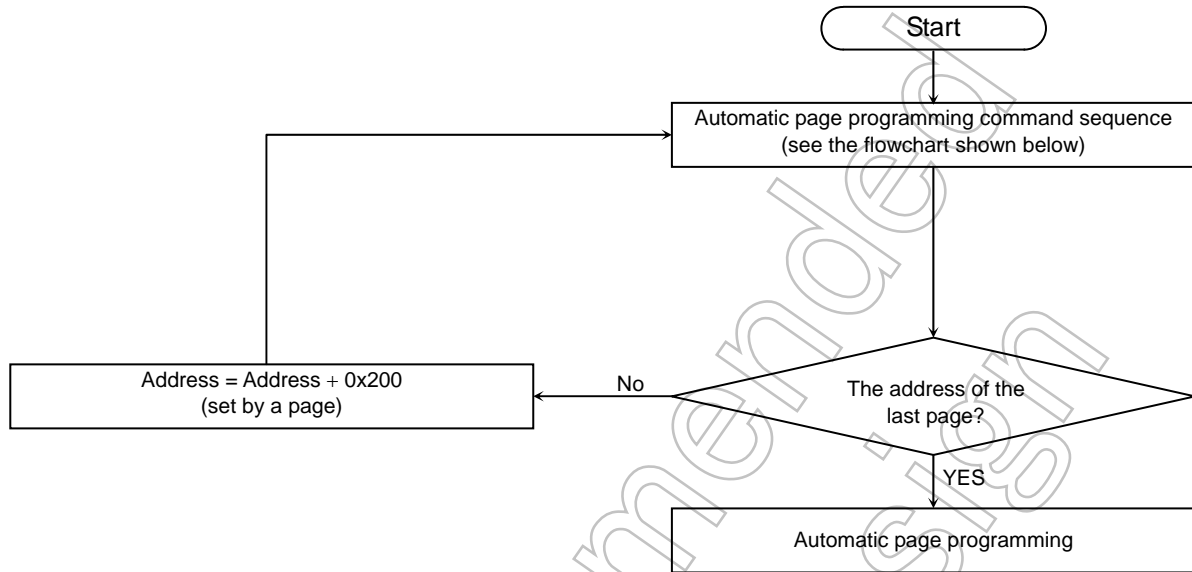 Start
Automatic page programming command sequence
(see the flowchart shown below)
Address = Address + 0x200
(set by a page)
No
The address of the
last page?
YES
Automatic page programming